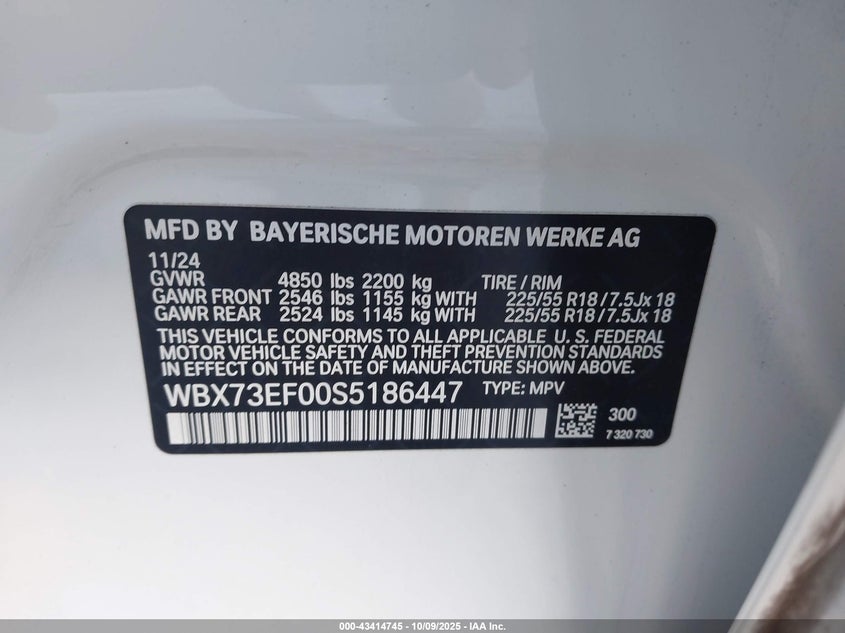 MFD BY BAYERISCHE MOTOREN WERKE AG
11/24
GVWR 4850 lbs 2200 kg TIRE / RIM
GAWR FRONT 2546 lbs 1155 kg WITH 225/55 R18 / 7.5Jx 18
GAWR REAR 2524 lbs 1145 kg WITH 225/55 R18 / 7.5Jx 18
THIS VEHICLE CONFORMS TO ALL APPLICABLE U. S. FEDERAL
MOTOR VEHICLE SAFETY AND THEFT PREVENTION STANDARDS
IN EFFECT ON THE DATE OF MANUFACTURE SHOWN ABOVE.
WBX73EF00S5186447 TYPE: MPV
300
7 320 730
000-43414745 - 10/09/2025 - IAA Inc.